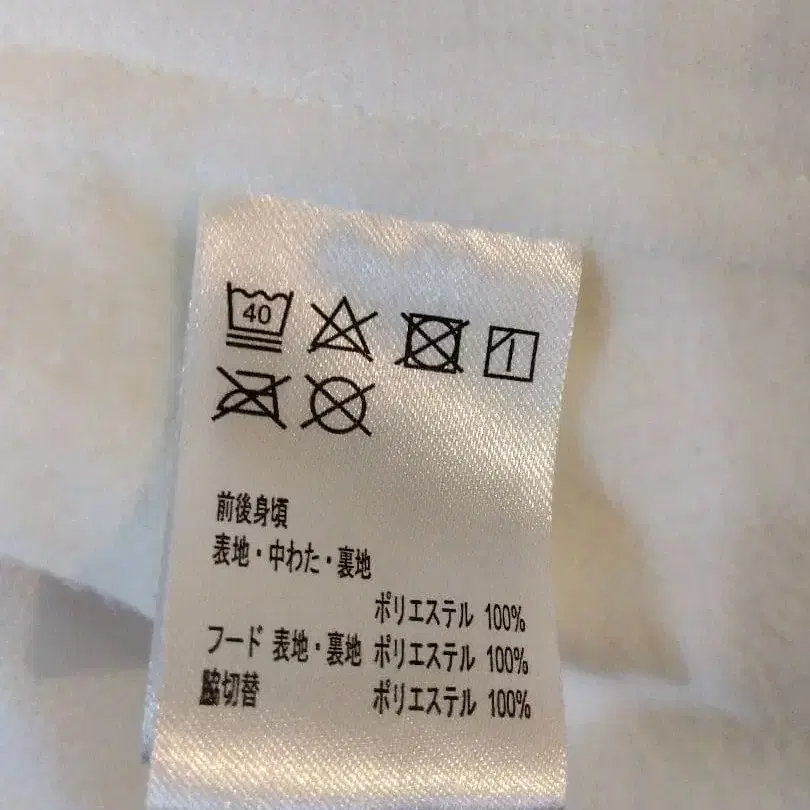 40
前後身頃
表地・中わた・裏地
ポリエステル 100%
フード 表地・裏地 ポリエステル 100%
脇切替 ポリエステル 100%